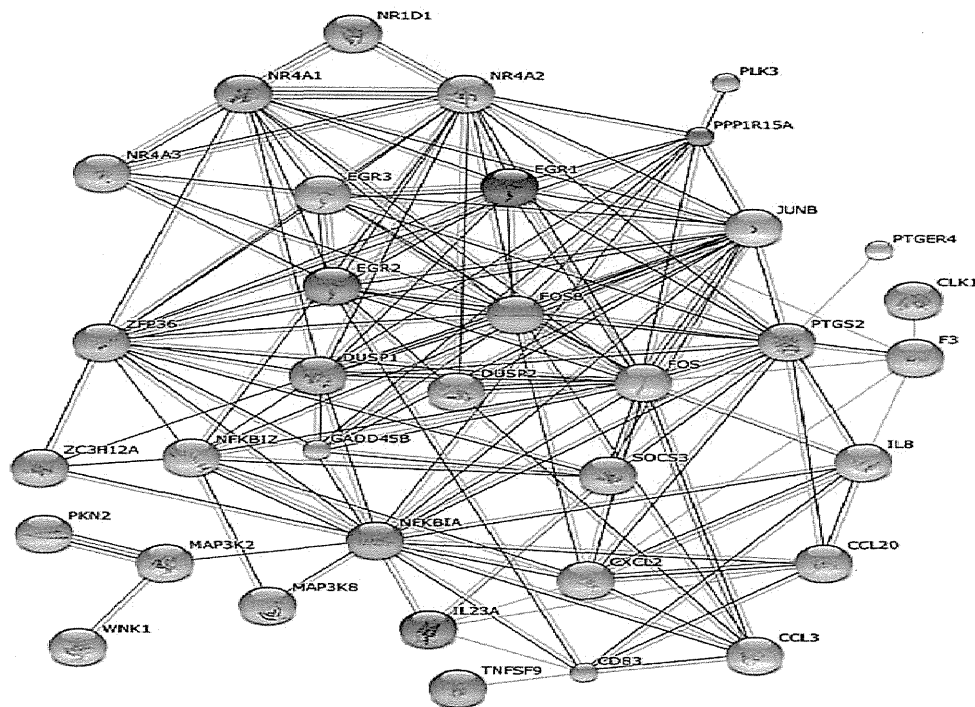 NR1D1
NR4A1
NR4A2
PLK3
PPP1R15A
NR4A3
EGR3
EGR1
JUNB
PTGER4
EGR2
CLK1
FOSB
ZFP36
PTGS2
F3
DUSP1
DUSP2
FOS
GADD45B
NFKBIZ
IL8
ZC3H12A
SOCS3
PKN2
NFKBIA
MAP3K2
CXCL2
CCL20
MAP3K8
IL23A
WNK1
CCL3
CD83
TNFSF9